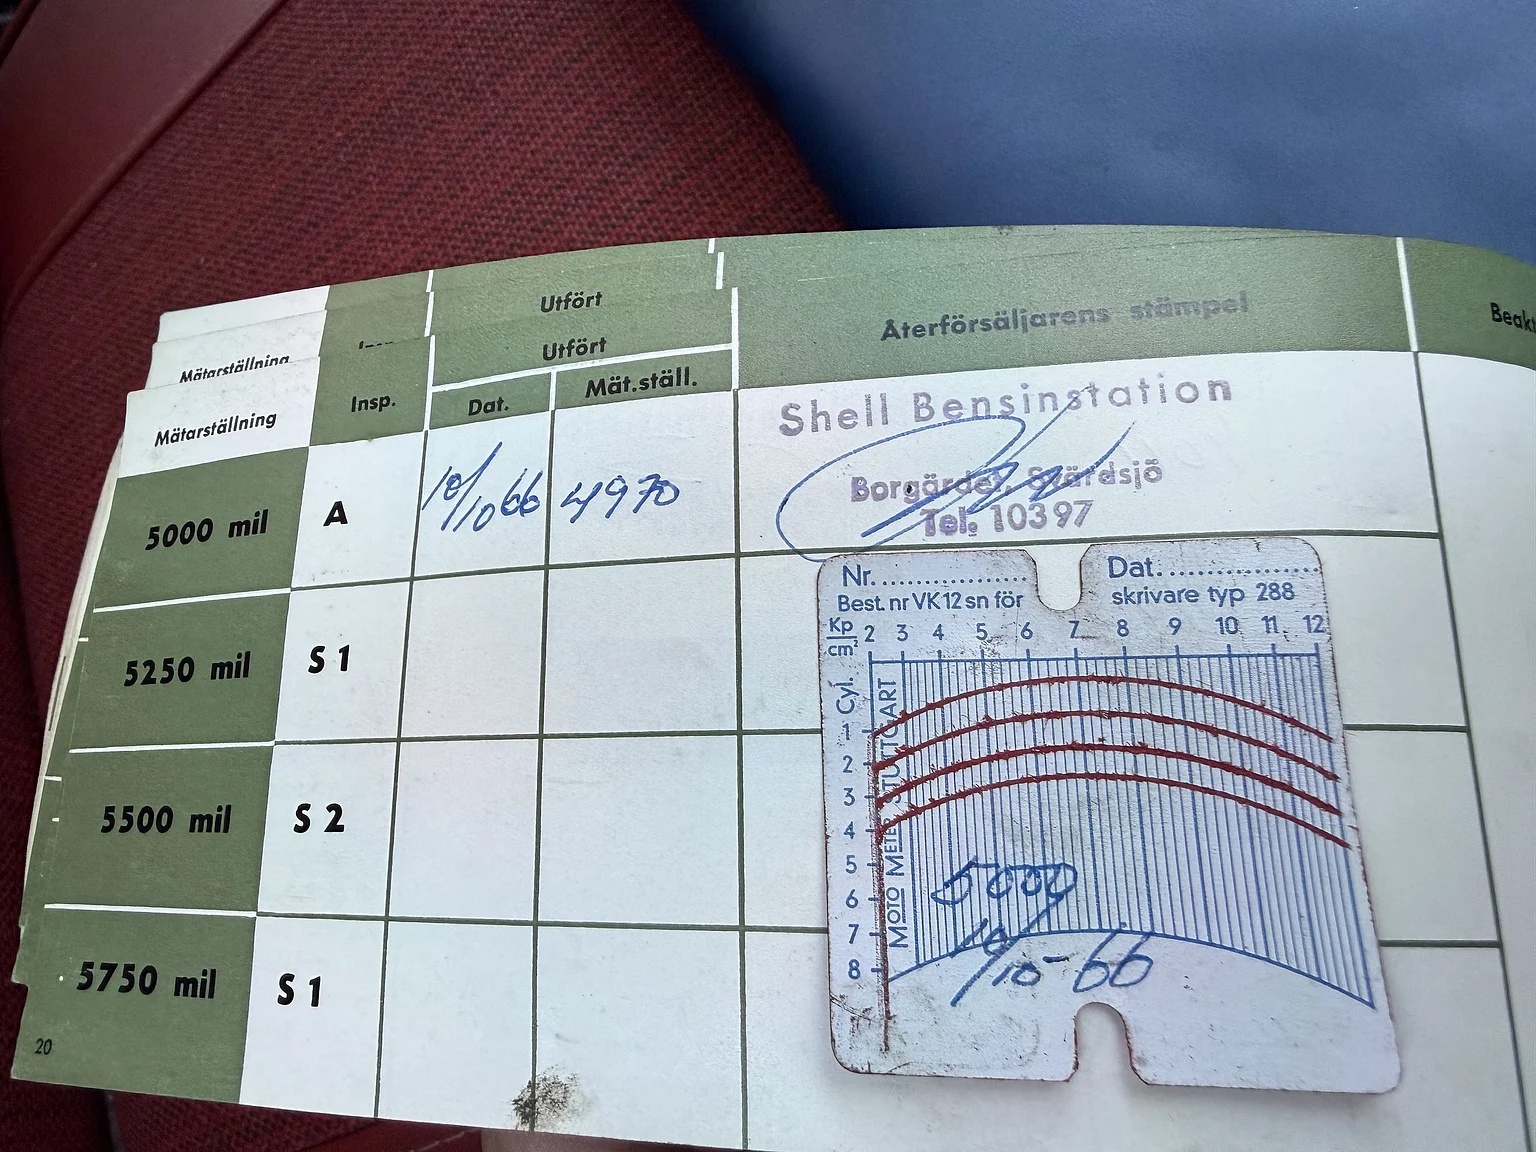 Utfört
Återförsäljarens stämpel
Utfört
Mätarställning
Mätarställning
Insp.
Dat.
Mät.ställ.
5000 mil
A
10/10 66
4970
Shell Bensinstation
Borgärdet, Svärdsjö
Tel. 10397
5250 mil
S 1
5500 mil
S 2
5750 mil
S 1
20
Nr.
Dat.
Best. nr VK 12 sn för
skrivare typ 288
Kp
cm²
2 3 4 5 6 7 8 9 10 11 12
Cyl.
1
2
3
4
5
6
7
8
MOTO METER STUTTGART
5000
10/10-66